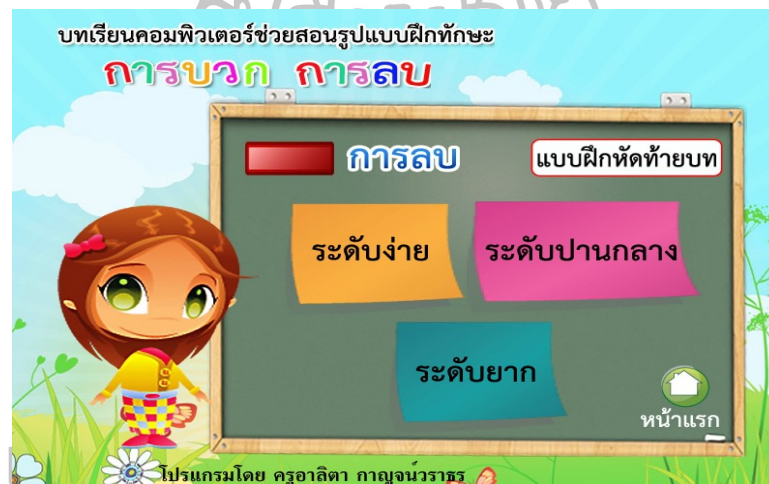 บทเรียนคอมพิวเตอร์ช่วยสอนรูปแบบฝึกทักษะ
การบวก การลบ
การลบ
แบบฝึกหัดท้ายบท
ระดับง่าย
ระดับปานกลาง
ระดับยาก
หน้าแรก
โปรแกรมโดย ครูอาลิตา กาญจน์วราธร